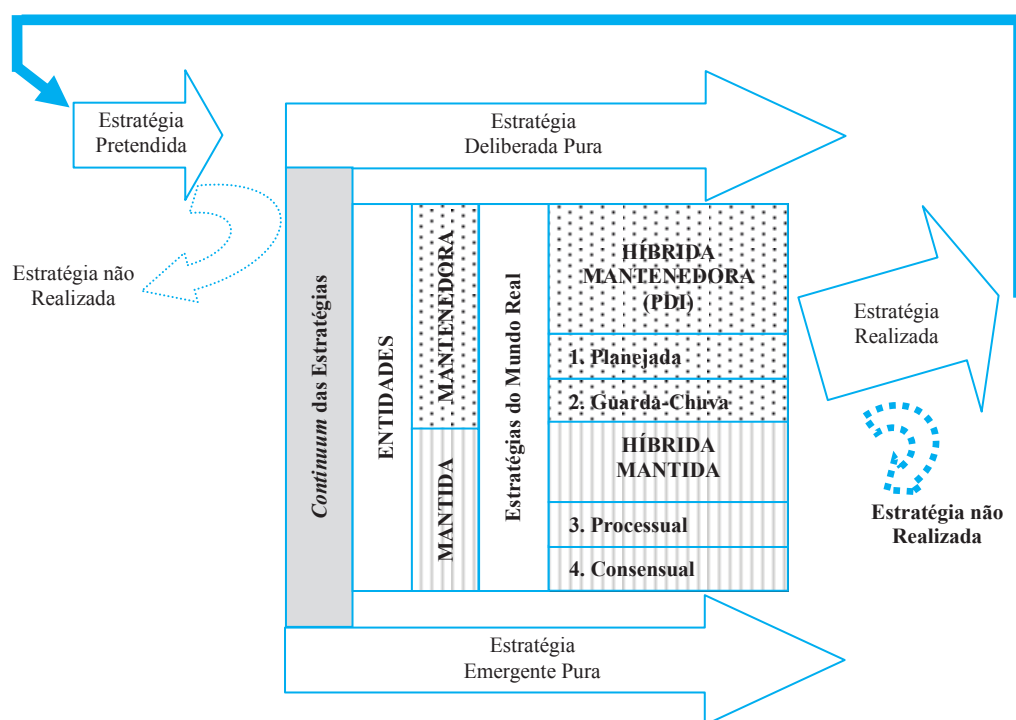 Estratégia
Pretendida
Estratégia
Deliberada Pura
Estratégia não
Realizada
Continuum das Estratégias
ENTIDADES
MANTENEDORA
MANTIDA
Estratégias do Mundo Real
HÍBRIDA
MANTENEDORA
(PDI)
1. Planejada
2. Guarda-Chuva
HÍBRIDA
MANTIDA
3. Processual
4. Consensual
Estratégia
Realizada
Estratégia não
Realizada
Estratégia
Emergente Pura